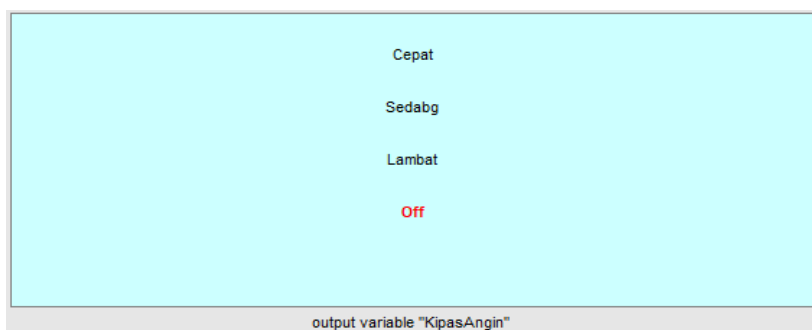 Cepat
Sedabg
Lambat
Off
output variable "KipasAngin"